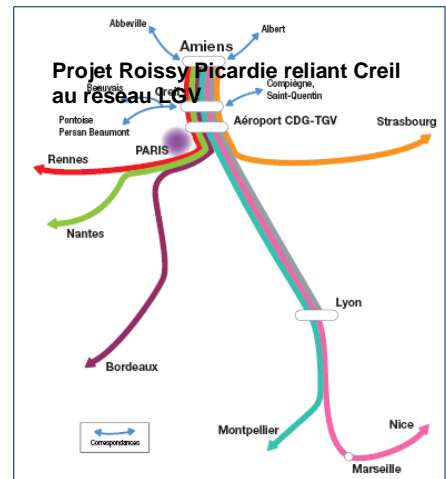 Abbeville
Albert
Amiens
Projet Roissy Picardie reliant Creil
au réseau LGV
Beauvais
Creil
Compiègne,
Saint-Quentin
Pontoise
Persan Beaumont
Aéroport CDG-TGV
Strasbourg
PARIS
Rennes
Nantes
Lyon
Bordeaux
Montpellier
Nice
Marseille
Correspondances